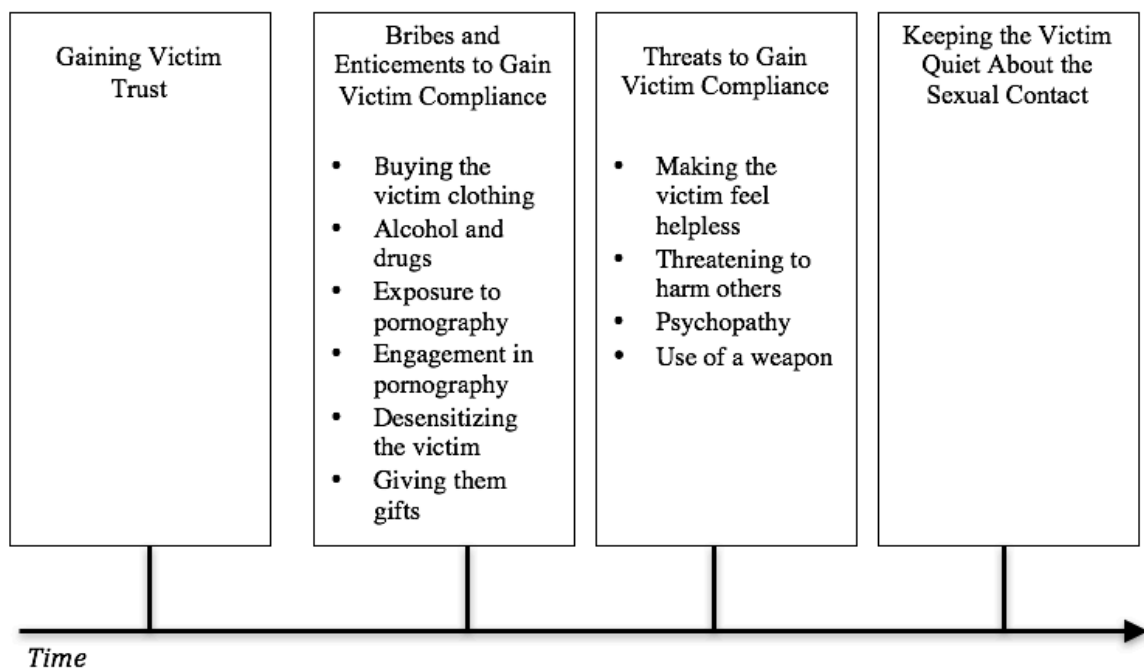 Gaining Victim
Trust
Bribes and
Enticements to Gain
Victim Compliance
• Buying the
victim clothing
• Alcohol and
drugs
• Exposure to
pornography
• Engagement in
pornography
• Desensitizing
the victim
• Giving them
gifts
Threats to Gain
Victim Compliance
• Making the
victim feel
helpless
• Threatening to
harm others
• Psychopathy
• Use of a weapon
Keeping the Victim
Quiet About the
Sexual Contact
Time